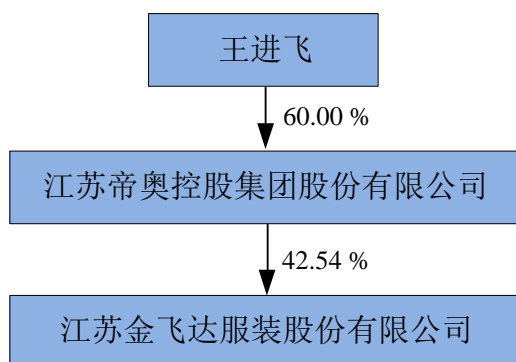 王进飞
60.00 %
江苏帝奥控股集团股份有限公司
42.54 %
江苏金飞达服装股份有限公司